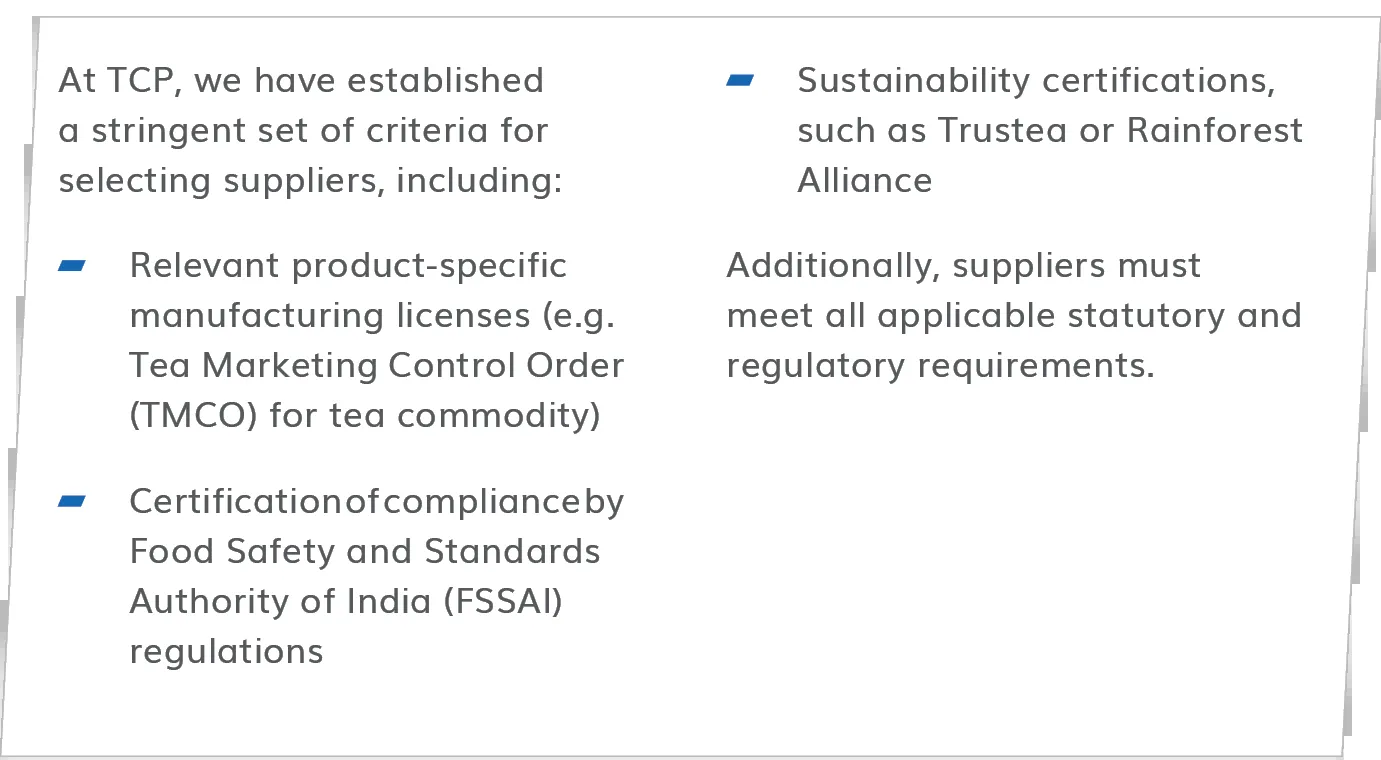 At TCP, we have established
a stringent set of criteria for
selecting suppliers, including:
Relevant product-specific
manufacturing licenses (e.g.
Tea Marketing Control Order
(TMCO) for tea commodity)
Certification of compliance by
Food Safety and Standards
Authority of India (FSSAI)
regulations
Sustainability certifications,
such as Trustea or Rainforest
Alliance
Additionally, suppliers must
meet all applicable statutory and
regulatory requirements.